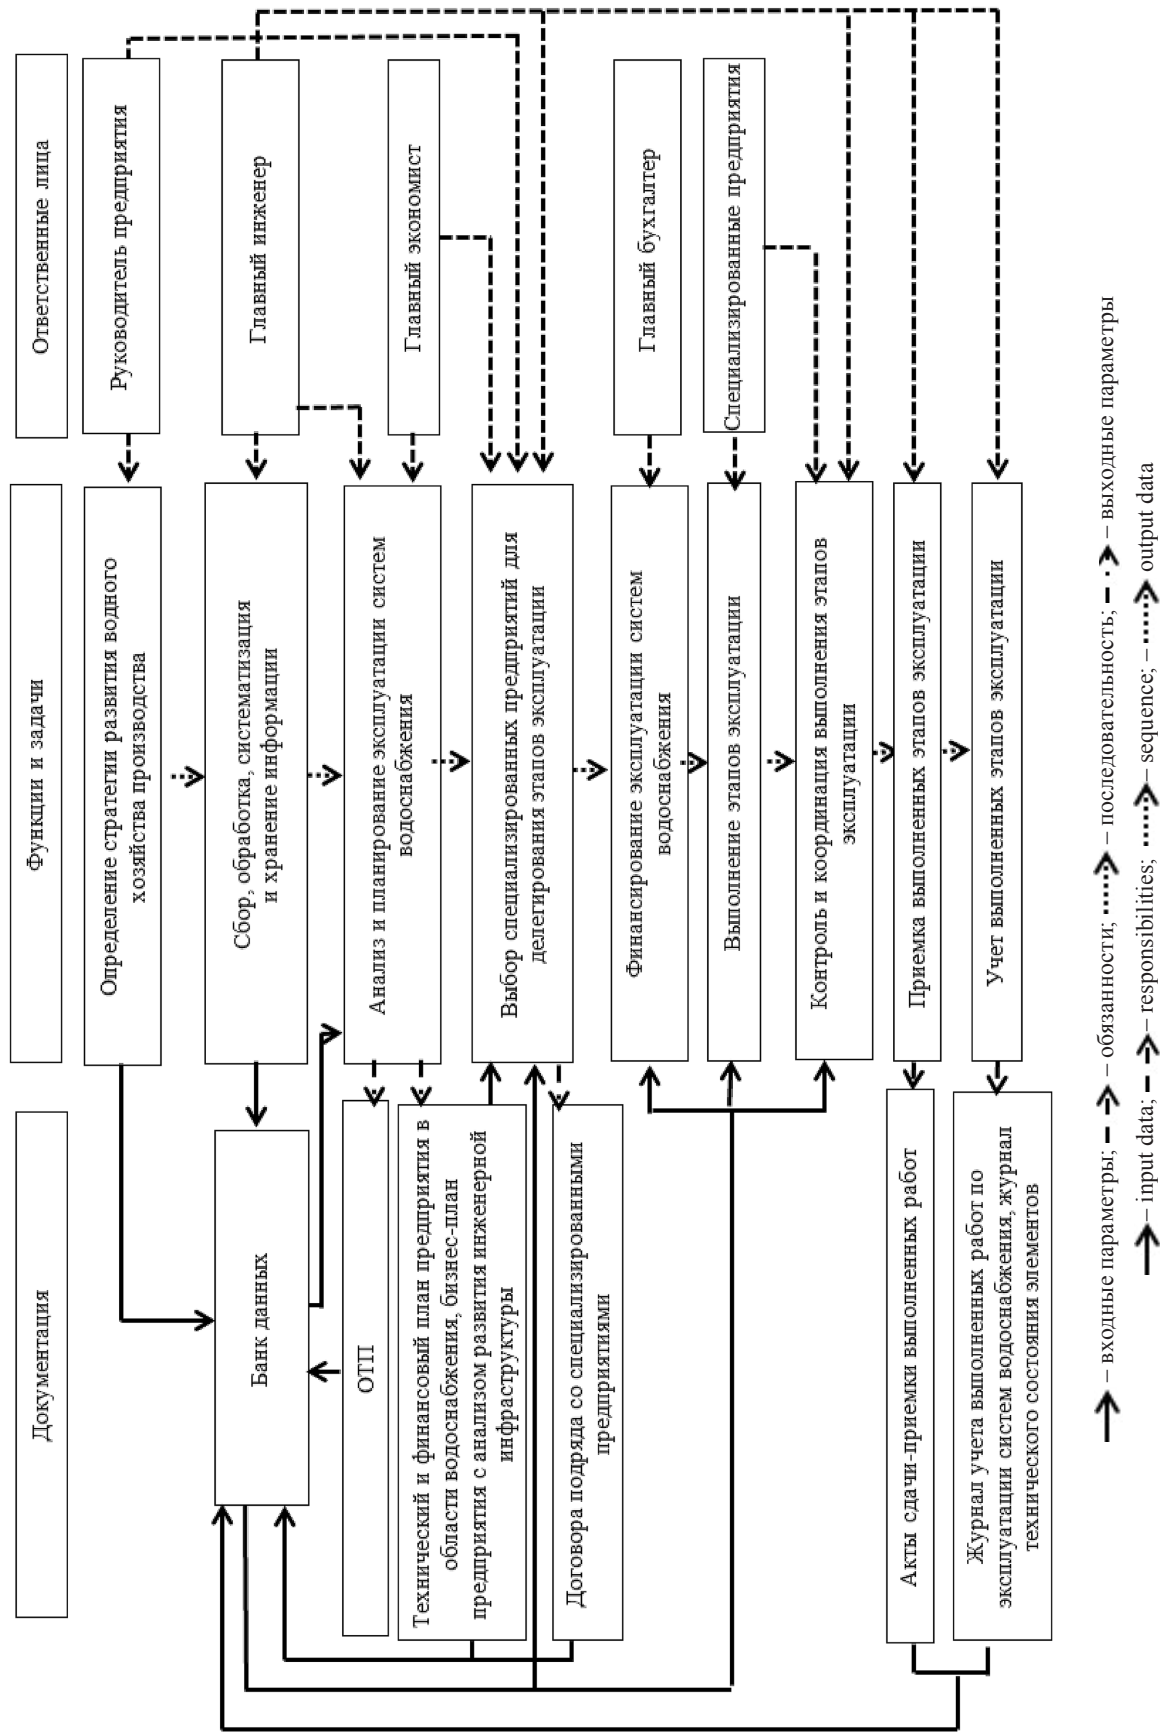 Документация
Функции и задачи
Ответственные лица
Определение стратегии развития водного
хозяйства производства
Руководитель предприятия
Банк данных
Сбор, обработка, систематизация
и хранение информации
Главный инженер
ОТП
Анализ и планирование эксплуатации систем
водоснабжения
Главный экономист
Технический и финансовый план предприятия в
области водоснабжения, бизнес-план
предприятия с анализом развития инженерной
инфраструктуры
Выбор специализированных предприятий для
делегирования этапов эксплуатации
Договора подряда со специализированными
предприятиями
Финансирование эксплуатации систем
водоснабжения
Главный бухгалтер
Выполнение этапов эксплуатации
Специализированные предприятия
Контроль и координация выполнения этапов
эксплуатации
Акты сдачи-приемки выполненных работ
Приемка выполненных этапов эксплуатации
Журнал учета выполненных работ по
эксплуатации систем водоснабжения, журнал
технического состояния элементов
Учет выполненных этапов эксплуатации
– входные параметры; – обязанности; – последовательность; – выходные параметры
– input data; – responsibilities; – sequence; – output data